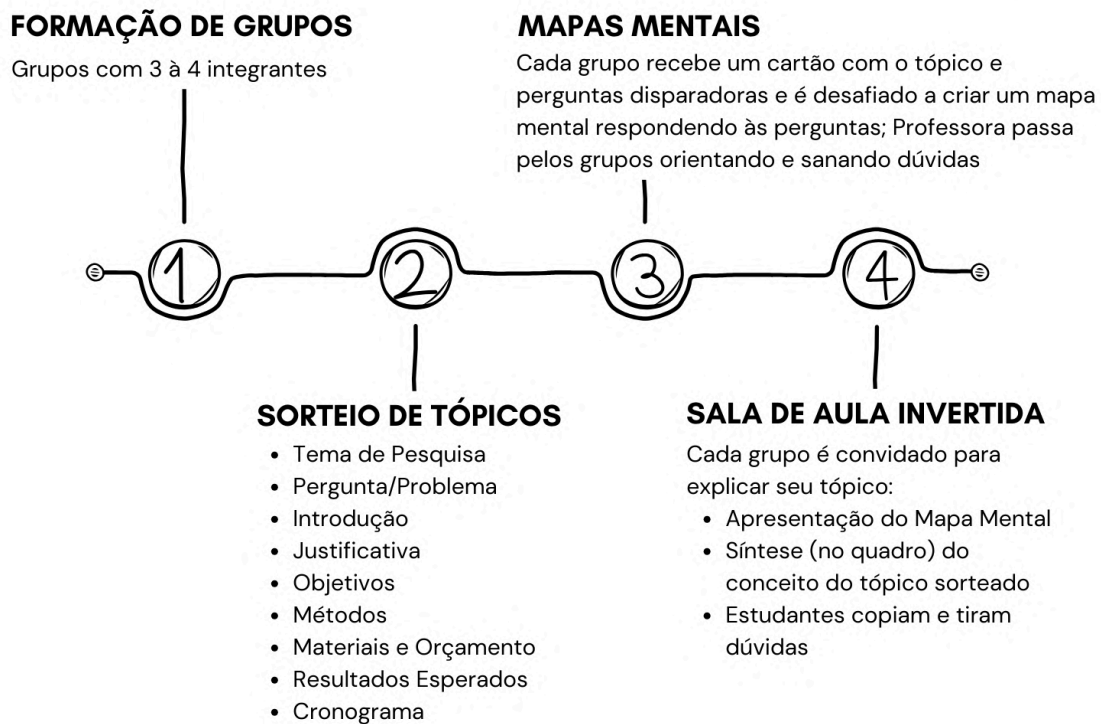 FORMAÇÃO DE GRUPOS
Grupos com 3 à 4 integrantes
MAPAS MENTAIS
Cada grupo recebe um cartão com o tópico e
perguntas disparadoras e é desafiado a criar um mapa
mental respondendo às perguntas; Professora passa
pelos grupos orientando e sanando dúvidas
1
2
3
4
SORTEIO DE TÓPICOS
• Tema de Pesquisa
• Pergunta/Problema
• Introdução
• Justificativa
• Objetivos
• Métodos
• Materiais e Orçamento
• Resultados Esperados
• Cronograma
SALA DE AULA INVERTIDA
Cada grupo é convidado para
explicar seu tópico:
• Apresentação do Mapa Mental
• Síntese (no quadro) do
conceito do tópico sorteado
• Estudantes copiam e tiram
dúvidas